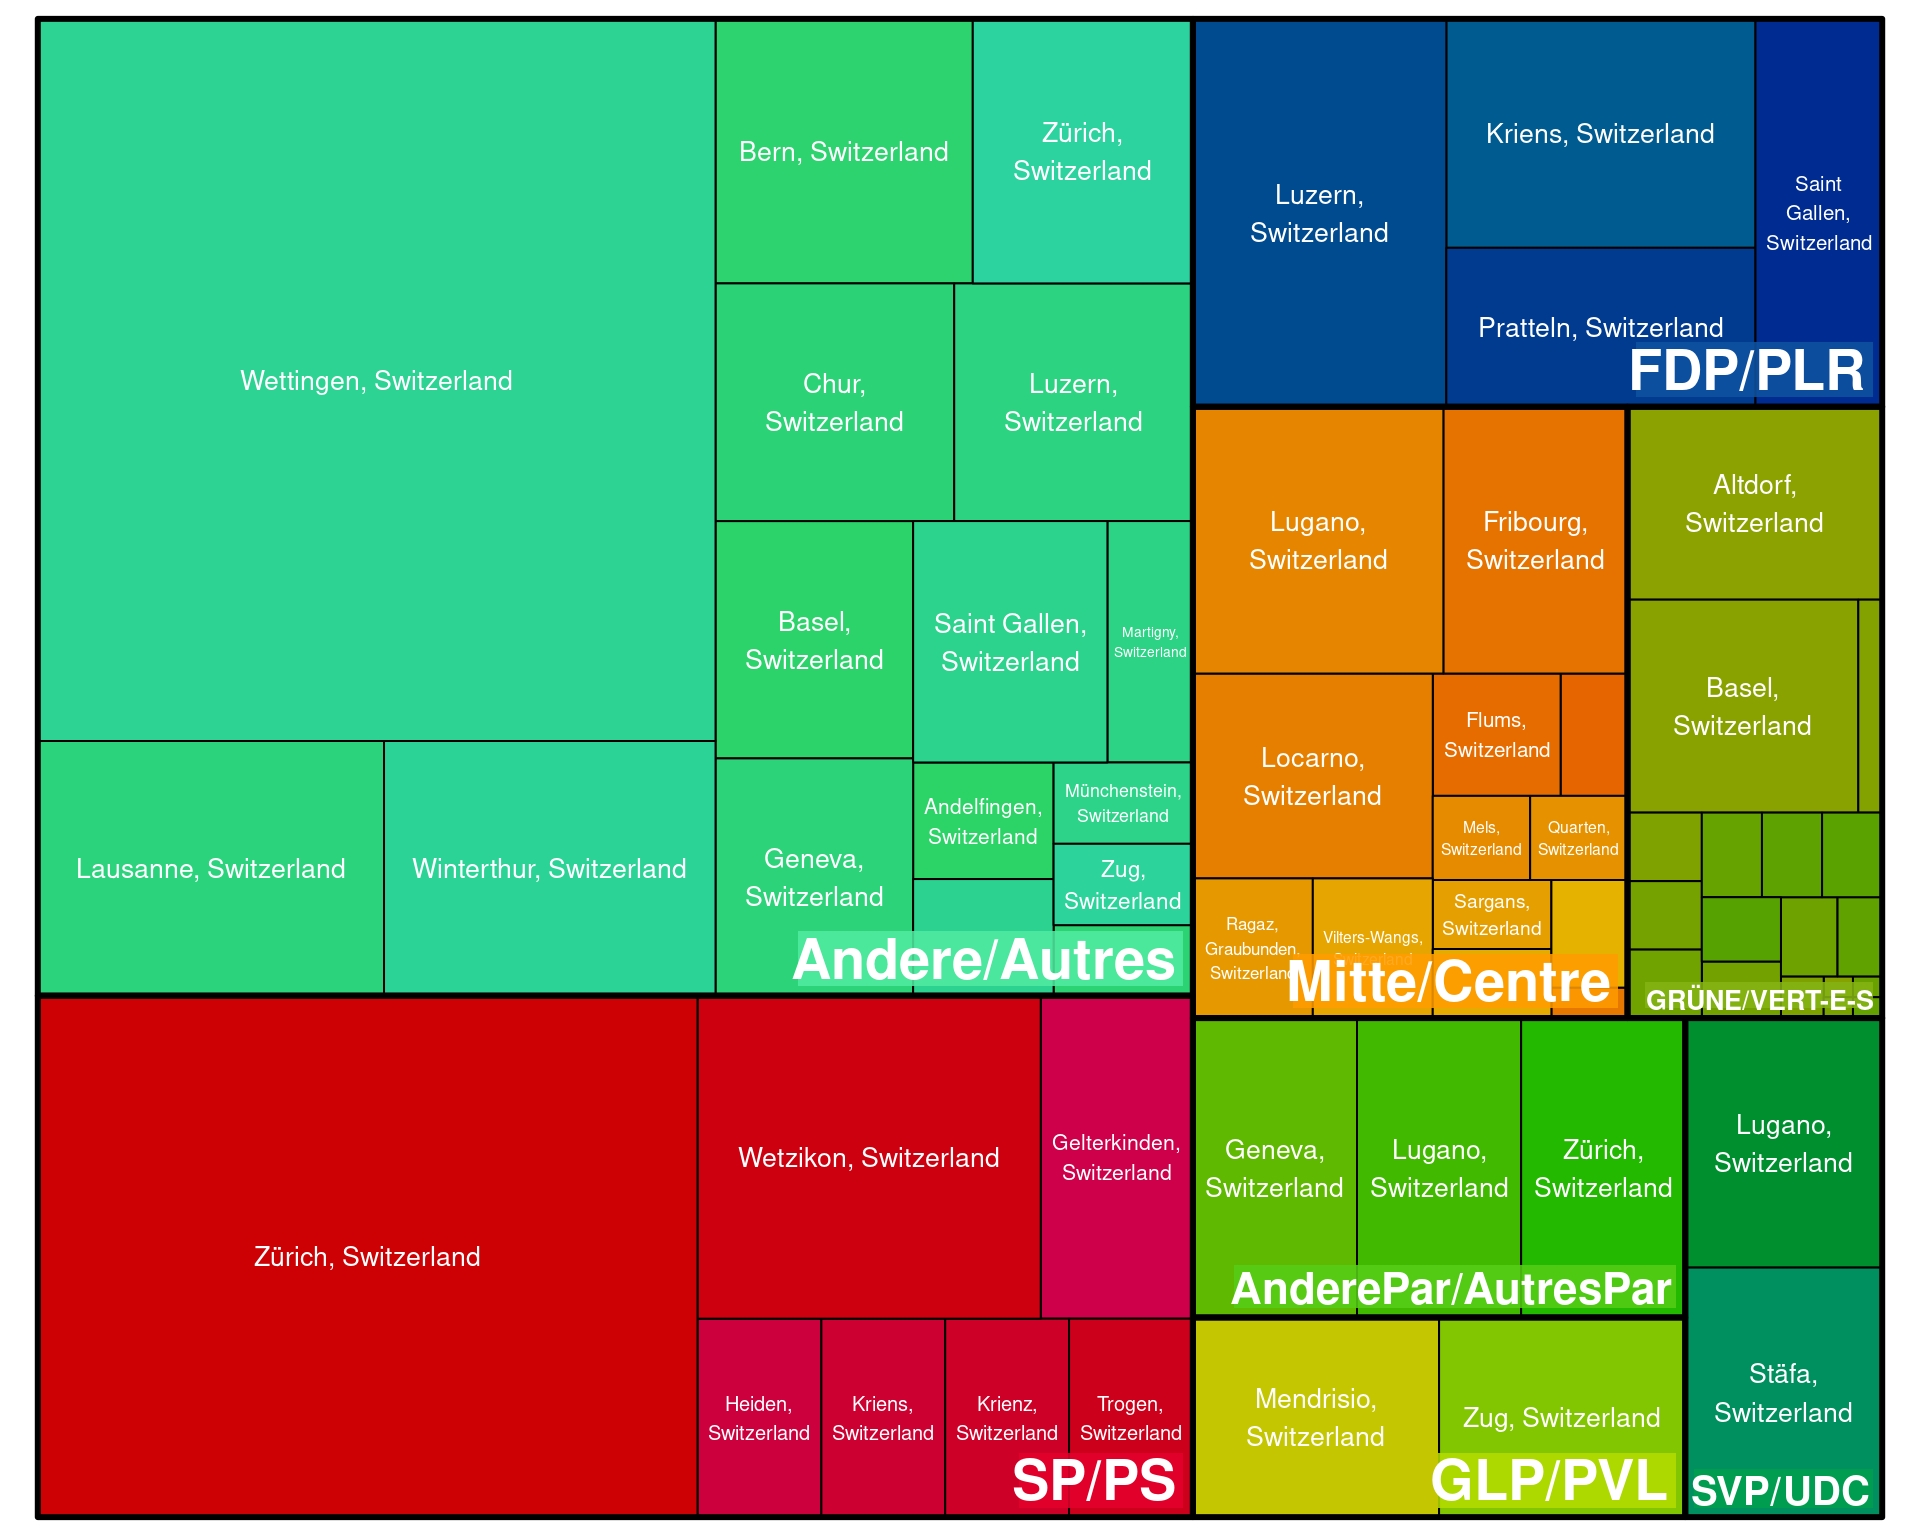 Wettingen, Switzerland
Lausanne, Switzerland
Winterthur, Switzerland
Bern, Switzerland
Zürich,
Switzerland
Chur,
Switzerland
Luzern,
Switzerland
Basel,
Switzerland
Saint Gallen,
Switzerland
Martigny,
Switzerland
Geneva,
Switzerland
Andelfingen,
Switzerland
Münchenstein,
Switzerland
Zug,
Switzerland
Andere/Autres
Zürich, Switzerland
Wetzikon, Switzerland
Gelterkinden,
Switzerland
Heiden,
Switzerland
Kriens,
Switzerland
Krienz,
Switzerland
Trogen,
Switzerland
SP/PS
Luzern,
Switzerland
Kriens, Switzerland
Pratteln, Switzerland
Saint
Gallen,
Switzerland
FDP/PLR
Lugano,
Switzerland
Fribourg,
Switzerland
Locarno,
Switzerland
Flums,
Switzerland
Mels,
Switzerland
Quarten,
Switzerland
Sargans,
Switzerland
Ragaz,
Graubunden,
Switzerland
Vilters-Wangs,
Switzerland
Mitte/Centre
Altdorf,
Switzerland
Basel,
Switzerland
GRÜNE/VERT-E-S
Geneva,
Switzerland
Lugano,
Switzerland
Zürich,
Switzerland
AnderePar/AutresPar
Mendrisio,
Switzerland
Zug, Switzerland
GLP/PVL
Lugano,
Switzerland
Stäfa,
Switzerland
SVP/UDC